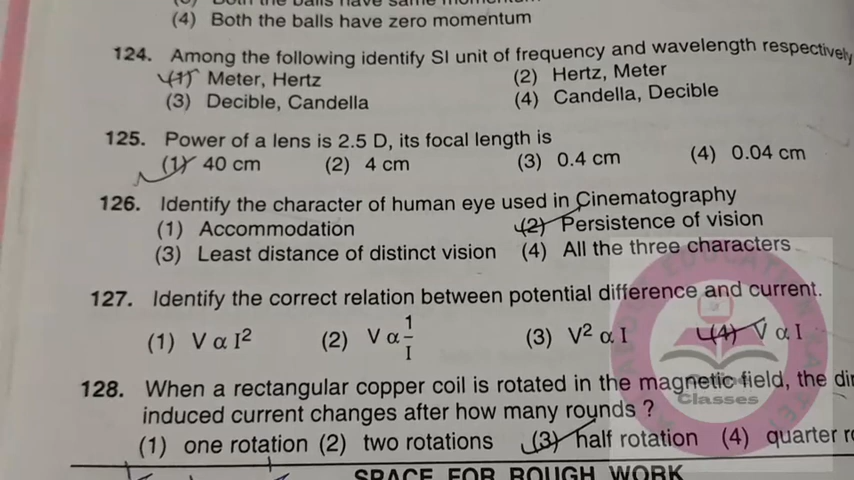 (4) Both the balls have zero momentum
124. Among the following identify SI unit of frequency and wavelength respectively
(1) Meter, Hertz (2) Hertz, Meter
(3) Decible, Candella (4) Candella, Decible
125. Power of a lens is 2.5 D, its focal length is
(1) 40 cm (2) 4 cm (3) 0.4 cm (4) 0.04 cm
126. Identify the character of human eye used in Cinematography
(1) Accommodation (2) Persistence of vision
(3) Least distance of distinct vision (4) All the three characters
127. Identify the correct relation between potential difference and current.
(1) V α I² (2) V α 1/I (3) V² α I (4) V α I
128. When a rectangular copper coil is rotated in the magnetic field, the
induced current changes after how many rounds ?
(1) one rotation (2) two rotations (3) half rotation (4) quarter
SPACE FOR ROUGH WORK
Classes